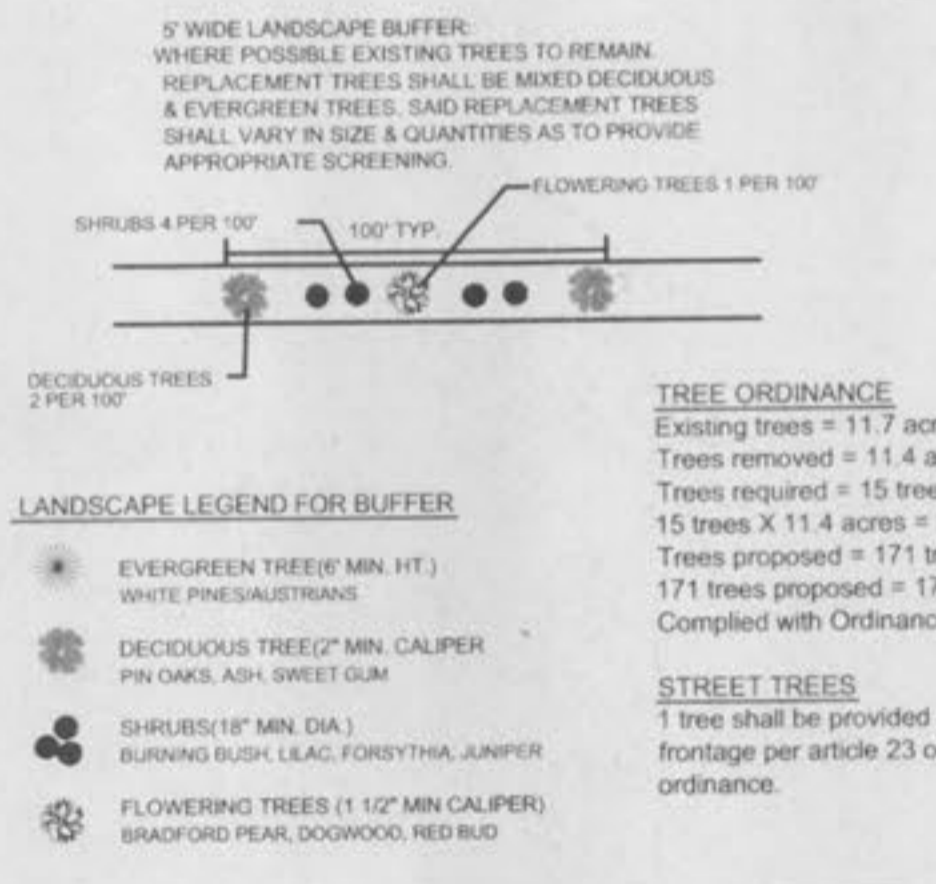 5' WIDE LANDSCAPE BUFFER:
WHERE POSSIBLE EXISTING TREES TO REMAIN.
REPLACEMENT TREES SHALL BE MIXED DECIDUOUS
& EVERGREEN TREES. SAID REPLACEMENT TREES
SHALL VARY IN SIZE & QUANTITIES AS TO PROVIDE
APPROPRIATE SCREENING.
FLOWERING TREES 1 PER 100'
SHRUBS 4 PER 100'
100' TYP.
DECIDUOUS TREES
2 PER 100'
LANDSCAPE LEGEND FOR BUFFER
EVERGREEN TREE(6' MIN. HT.)
WHITE PINES/AUSTRIANS
DECIDUOUS TREE(2" MIN. CALIPER
PIN OAKS, ASH, SWEET GUM
SHRUBS(18" MIN. DIA.)
BURNING BUSH, LILAC, FORSYTHIA, JUNIPER
FLOWERING TREES (1 1/2" MIN CALIPER)
BRADFORD PEAR, DOGWOOD, RED BUD
TREE ORDINANCE
Existing trees = 11.7
Trees removed = 11.4
Trees required = 15
15 trees X 11.4 acres =
Trees proposed = 171
171 trees proposed =
Complied with
STREET TREES
1 tree shall be provided
frontage per article 23
ordinance.